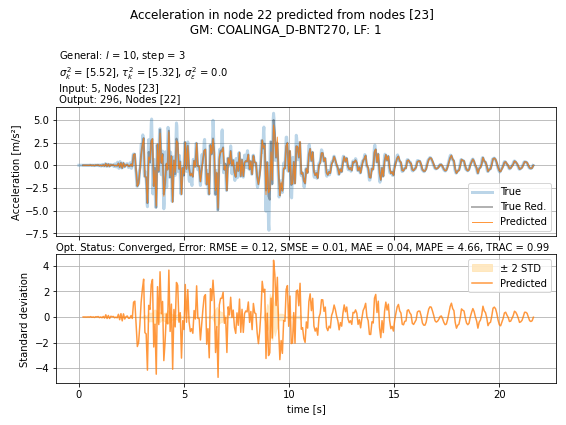 Acceleration in node 22 predicted from nodes [23]
GM: COALINGA_D-BNT270, LF: 1
General: l = 10, step = 3
σ²ₖ = [5.52], τ²ₖ = [5.32], σ²ε = 0.0
Input: 5, Nodes [23]
Output: 296, Nodes [22]
Acceleration [m/s²]
5.0
2.5
0.0
−2.5
−5.0
−7.5
True
True Red.
Predicted
Opt. Status: Converged, Error: RMSE = 0.12, SMSE = 0.01, MAE = 0.04, MAPE = 4.66, TRAC = 0.99
Standard deviation
4
2
0
−2
−4
± 2 STD
Predicted
0
5
10
15
20
time [s]